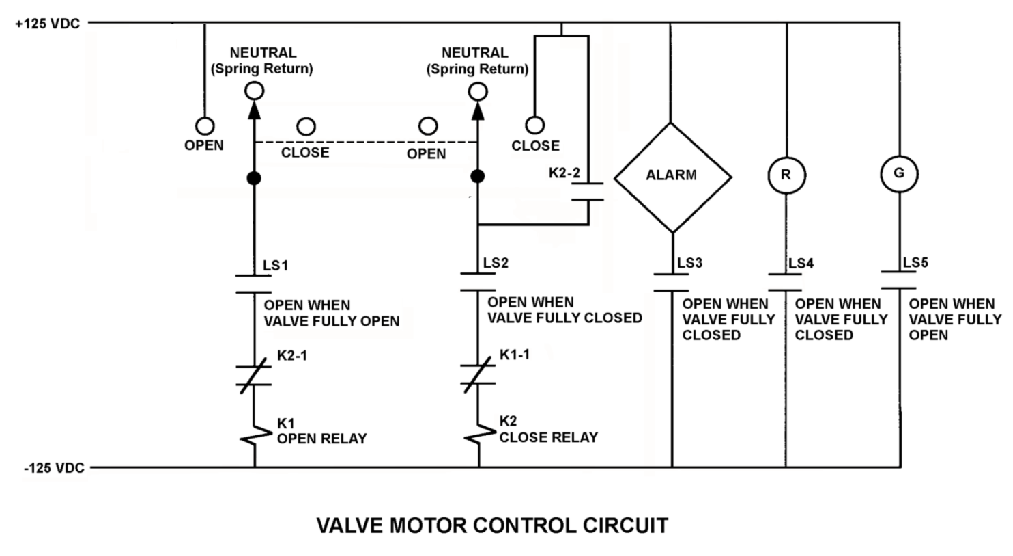 +125 VDC
NEUTRAL
(Spring Return)
NEUTRAL
(Spring Return)
OPEN
CLOSE
OPEN
CLOSE
K2-2
ALARM
R
G
LS1
OPEN WHEN
VALVE FULLY OPEN
LS2
OPEN WHEN
VALVE FULLY CLOSED
LS3
OPEN WHEN
VALVE FULLY
CLOSED
LS4
OPEN WHEN
VALVE FULLY
CLOSED
LS5
OPEN WHEN
VALVE FULLY
OPEN
K2-1
K1-1
K1
OPEN RELAY
K2
CLOSE RELAY
-125 VDC
VALVE MOTOR CONTROL CIRCUIT